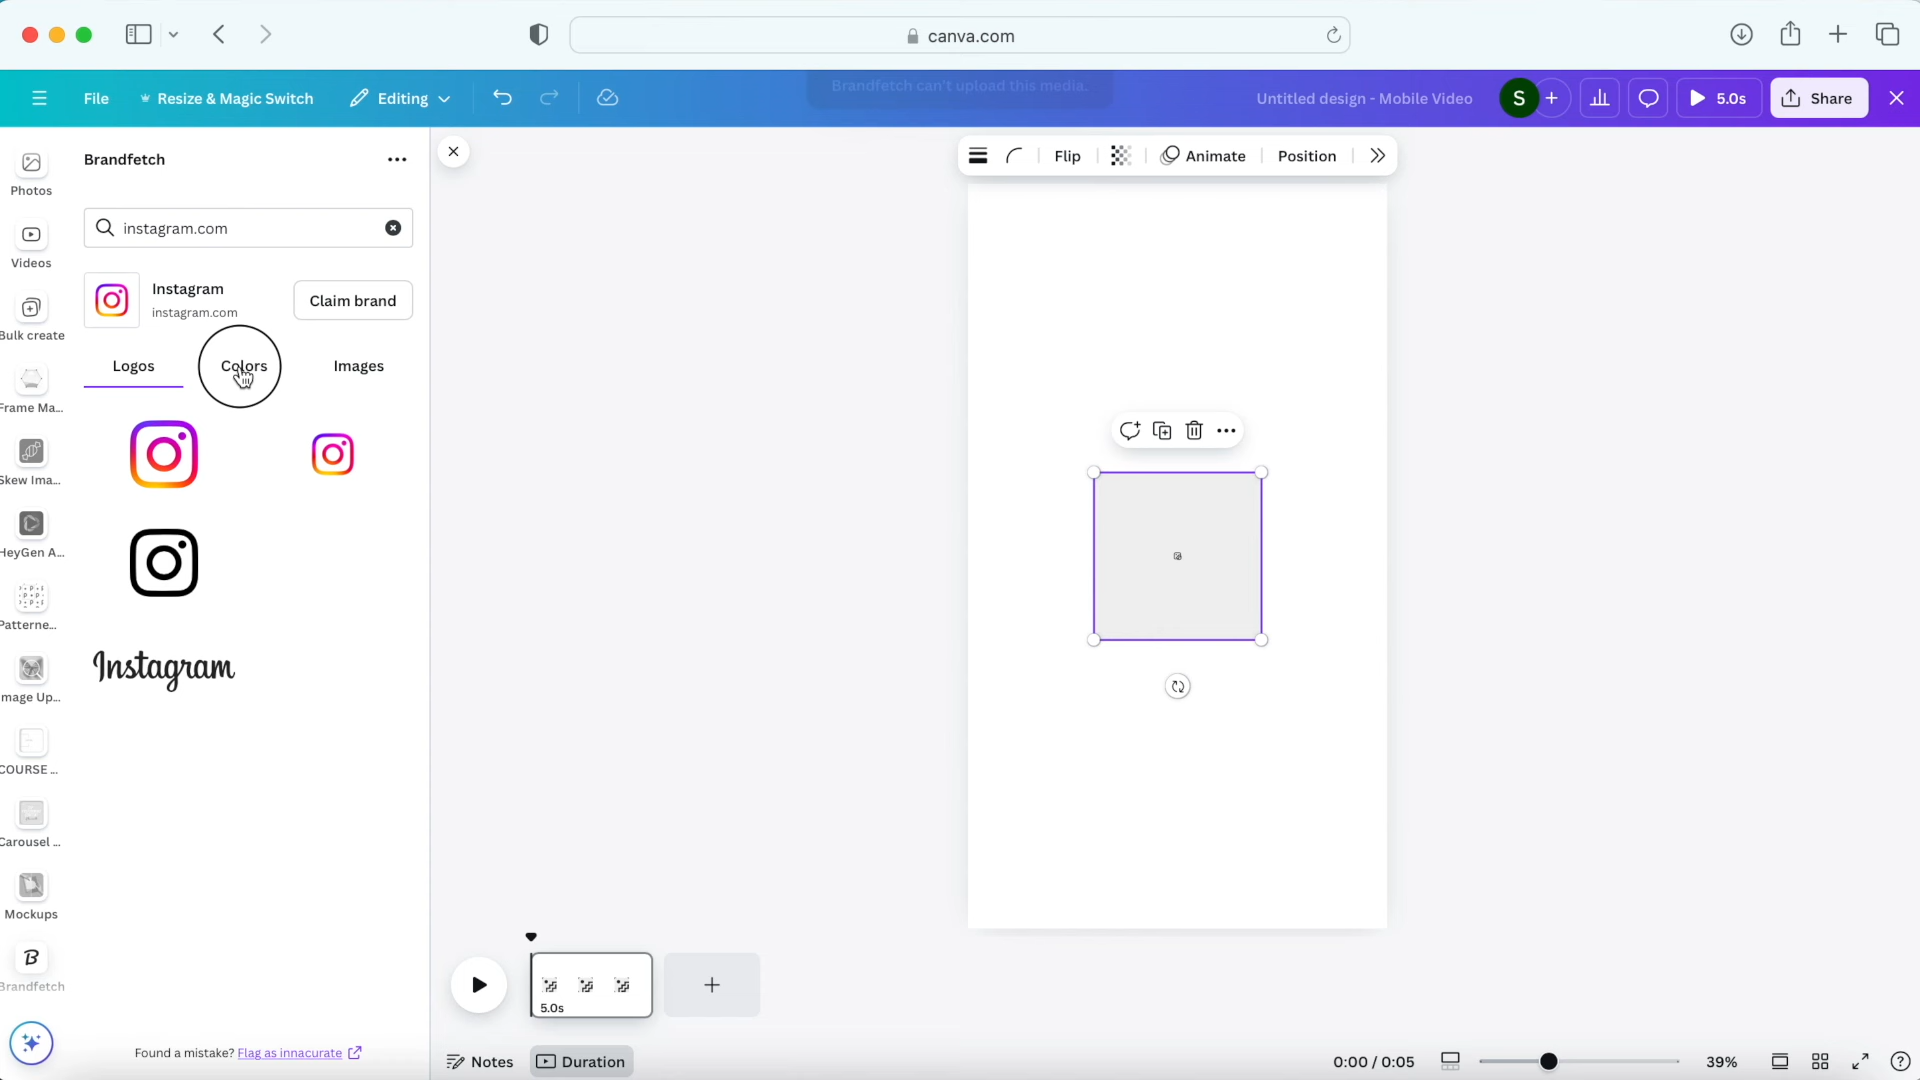 canva.com
File
Resize & Magic Switch
Editing
Brandfetch can't upload this media.
Untitled design - Mobile Video
S
5.0s
Share
Photos
Videos
Bulk create
Frame Ma...
Skew Ima...
HeyGen A...
Patterne...
mage Up...
COURSE ...
Carousel ...
Mockups
Brandfetch
Brandfetch
instagram.com
Instagram
instagram.com
Claim brand
Logos
Colors
Images
Instagram
Found a mistake? Flag as innacurate
Flip
Animate
Position
5.0s
Notes
Duration
0:00 / 0:05
39%